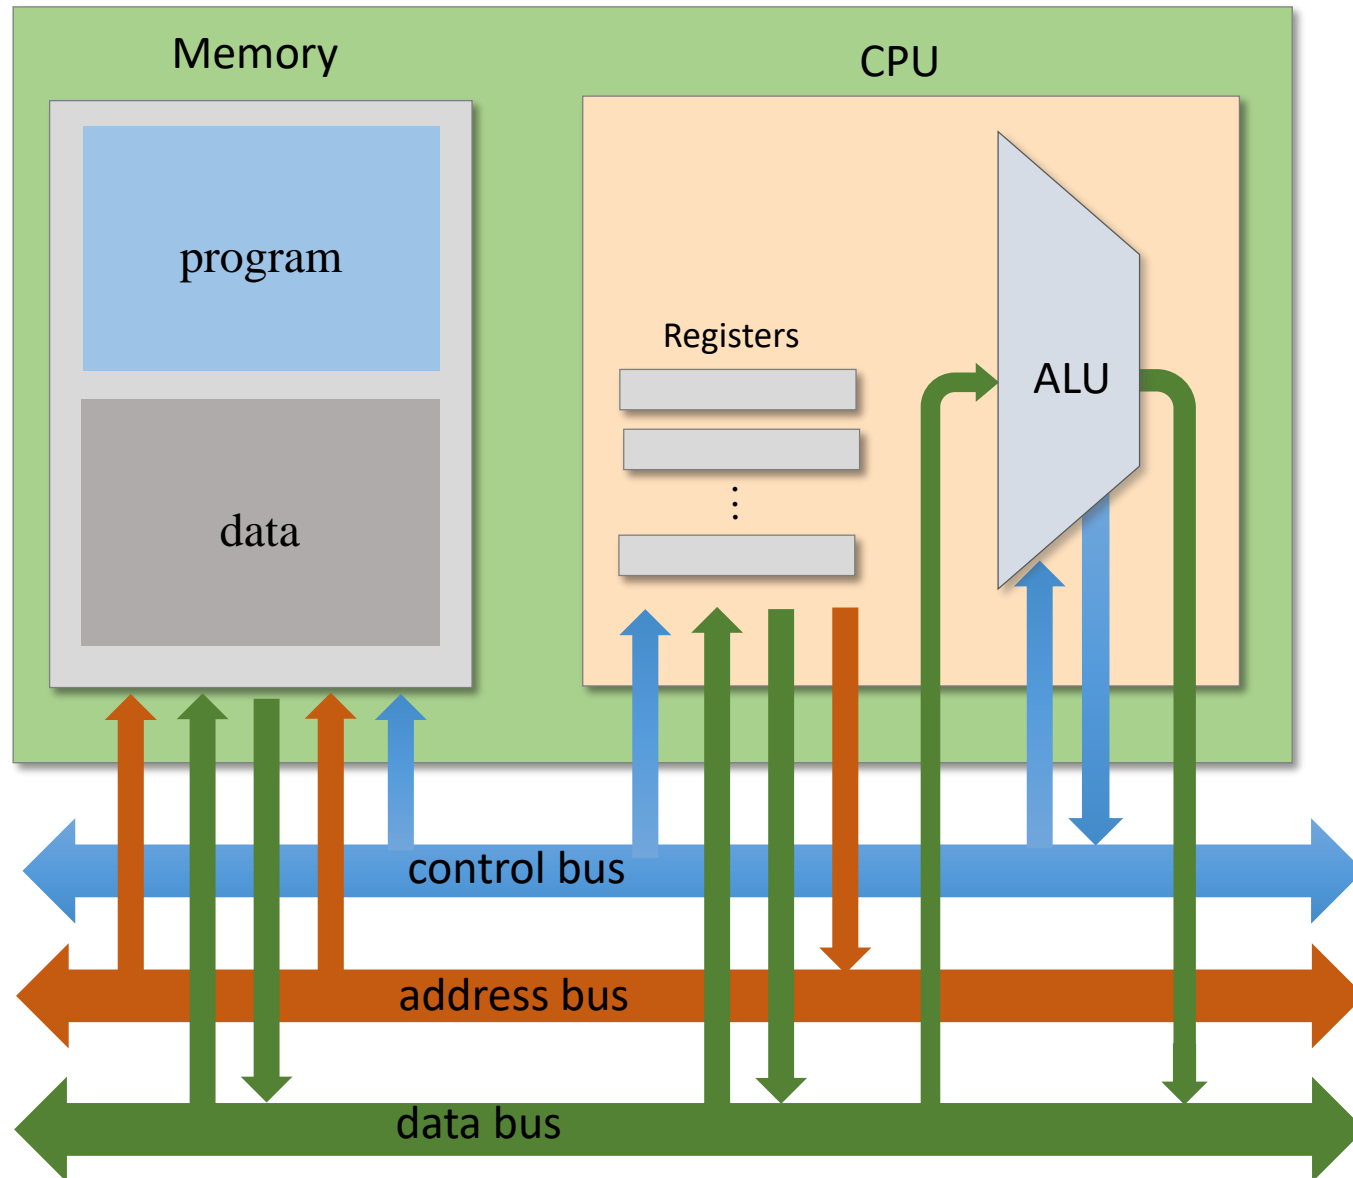 Memory
CPU
program
data
Registers
ALU
control bus
address bus
data bus